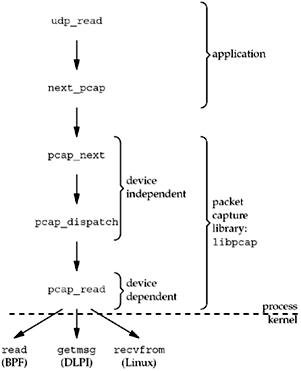 udp_read
application
next_pcap
pcap_next
device
independent
packet
capture
library:
libpcap
pcap_dispatch
pcap_read
device
dependent
process
kernel
read
(BPF)
getmsg
(DLPI)
recvfrom
(Linux)